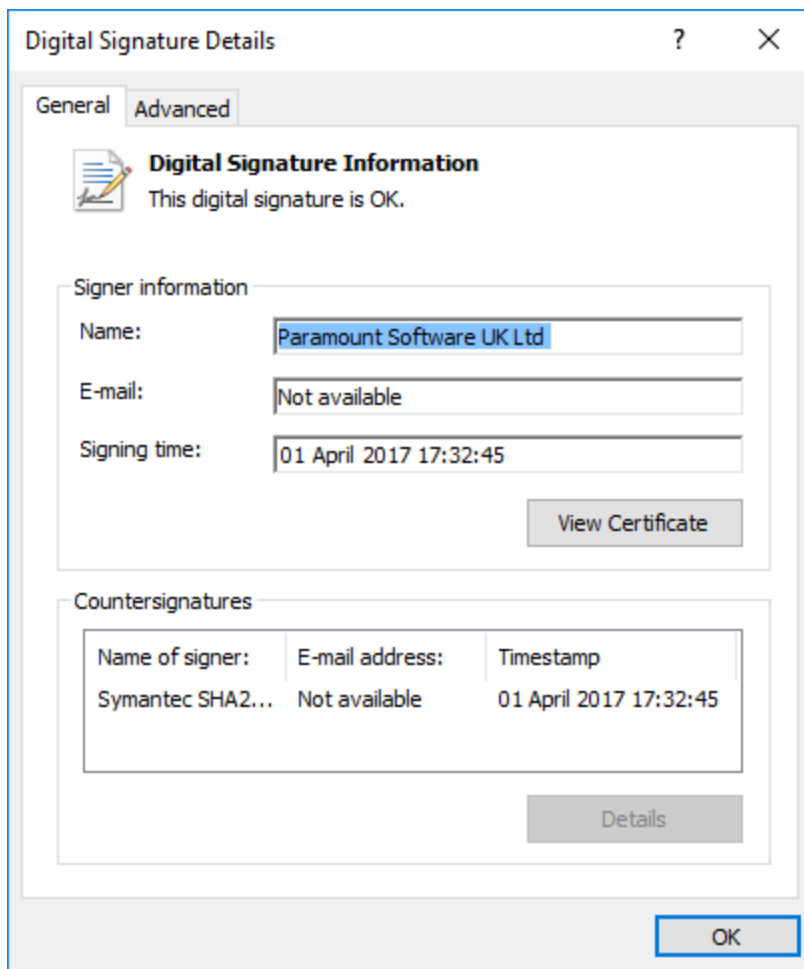 Digital Signature Details ? ×
General Advanced
Digital Signature Information
This digital signature is OK.
Signer information
Name: Paramount Software UK Ltd
E-mail: Not available
Signing time: 01 April 2017 17:32:45
View Certificate
Countersignatures
Name of signer: E-mail address: Timestamp
Symantec SHA2... Not available 01 April 2017 17:32:45
Details
OK